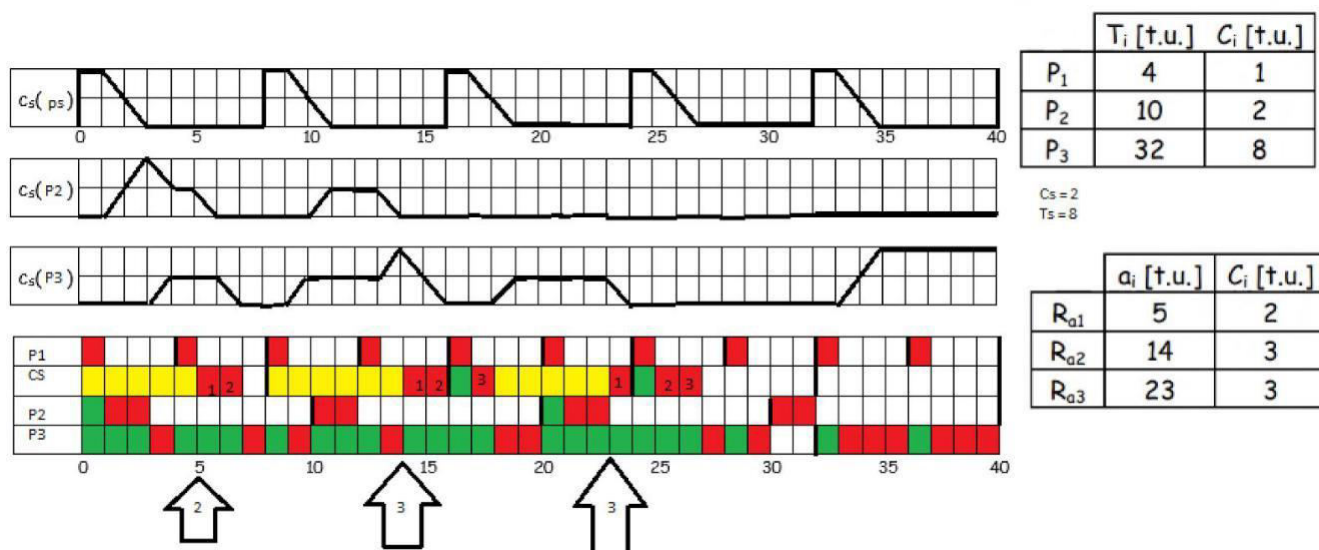 Tᵢ [t.u.] Cᵢ [t.u.]
P₁ 4 1
P₂ 10 2
P₃ 32 8
Cs = 2
Ts = 8
aᵢ [t.u.] Cᵢ [t.u.]
Rₐ₁ 5 2
Rₐ₂ 14 3
Rₐ₃ 23 3
Cₛ( ps)
0 5 10 15 20 25 30 35 40
Cₛ(P2)
Cₛ(P3)
P1
CS 1 2 1 2 3 1 2 3
P2
P3
0 5 10 15 20 25 30 35 40
2 3 3